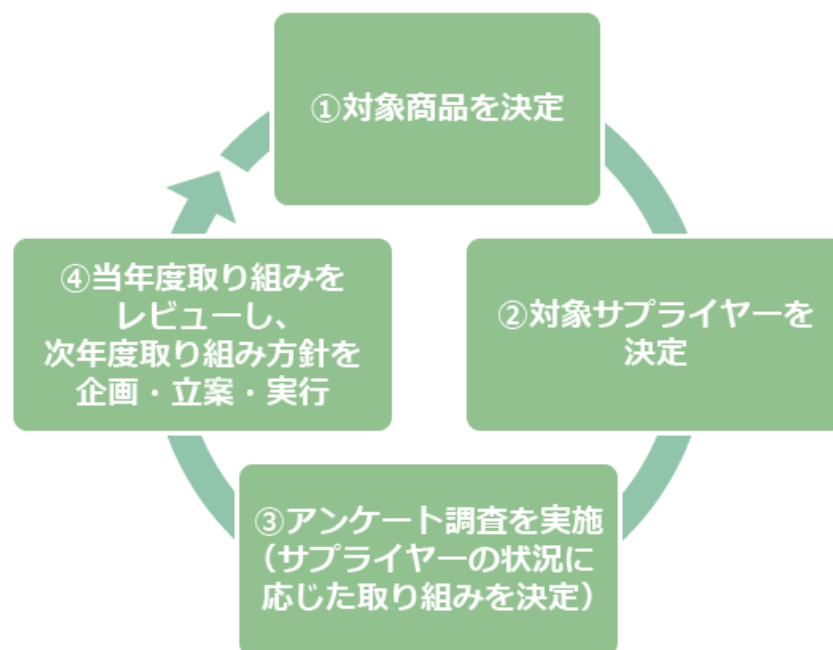 ①対象商品を決定
②対象サプライヤーを
決定
③アンケート調査を実施
（サプライヤーの状況に
応じた取り組みを決定）
④当年度取り組みを
レビューし、
次年度取り組み方針を
企画・立案・実行